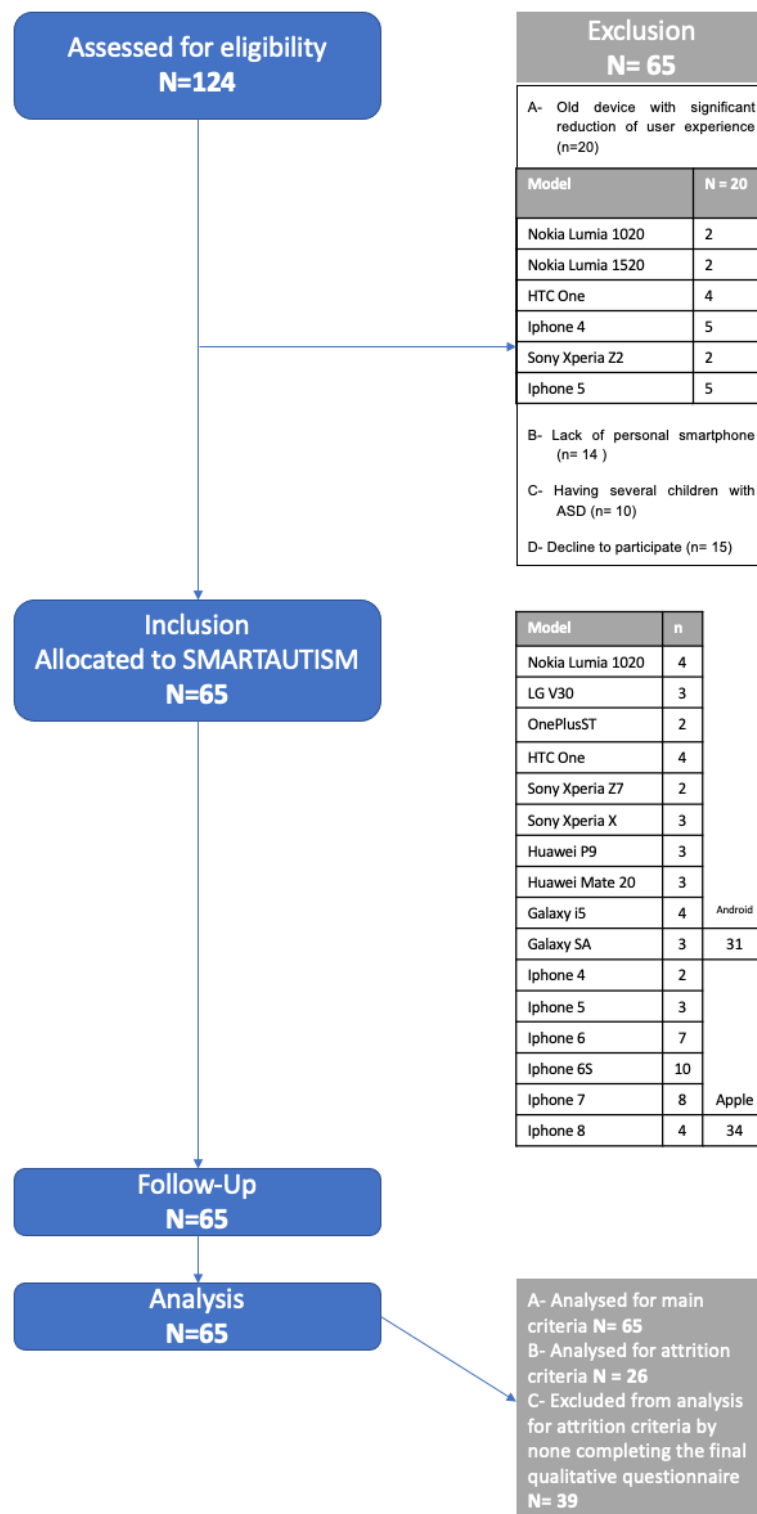 Assessed for eligibility
N=124
Exclusion
N= 65
A- Old device with significant
reduction of user experience
(n=20)
Model N = 20
Nokia Lumia 1020 2
Nokia Lumia 1520 2
HTC One 4
Iphone 4 5
Sony Xperia Z2 2
Iphone 5 5
B- Lack of personal smartphone
(n= 14 )
C- Having several children with
ASD (n= 10)
D- Decline to participate (n= 15)
Inclusion
Allocated to SMARTAUTISM
N=65
Model n
Nokia Lumia 1020 4
LG V30 3
OnePlusST 2
HTC One 4
Sony Xperia Z7 2
Sony Xperia X 3
Huawei P9 3
Huawei Mate 20 3
Galaxy i5 4 Android
Galaxy SA 3 31
Iphone 4 2
Iphone 5 3
Iphone 6 7
Iphone 6S 10
Iphone 7 8 Apple
Iphone 8 4 34
Follow-Up
N=65
Analysis
N=65
A- Analysed for main
criteria N= 65
B- Analysed for attrition
criteria N = 26
C- Excluded from analysis
for attrition criteria by
none completing the final
qualitative questionnaire
N= 39